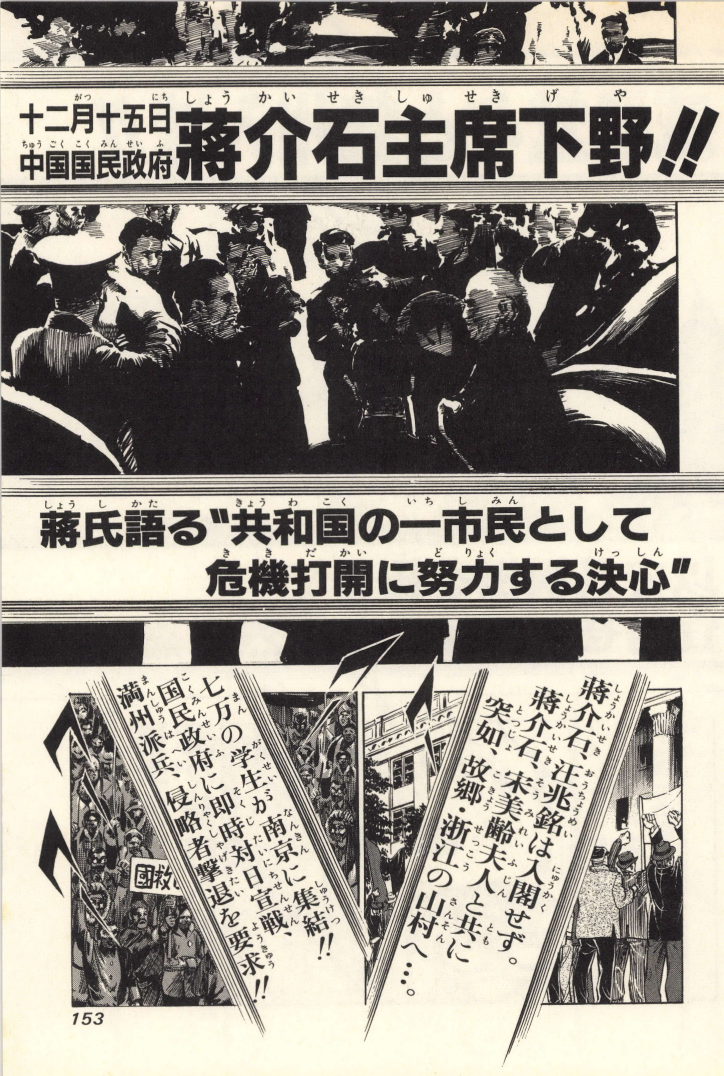 十二月十五日
中国国民政府
蔣介石主席下野!!
蔣氏語る“共和国の一市民として
危機打開に努力する決心”
蔣介石、汪兆銘は入閣せず。
蔣介石、宋美齢夫人と共に
突如、故郷・浙江の山村へ…。
七万の学生が南京に集結!!
国民政府に即時対日宣戦、
満州派兵、侵略者撃退を要求!!
國救
153